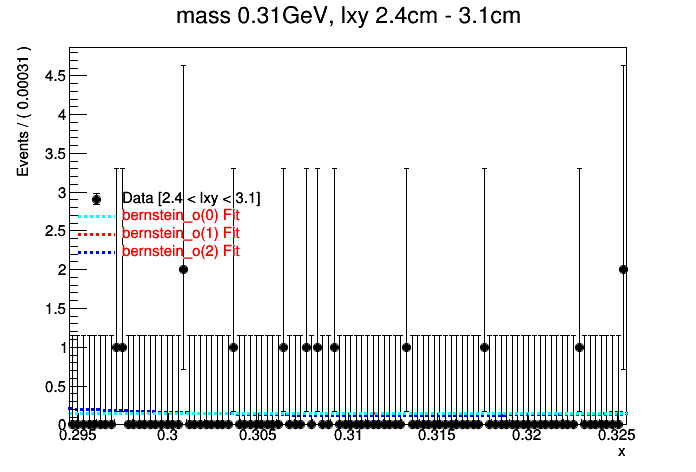 mass 0.31GeV, lxy 2.4cm - 3.1cm
Events / ( 0.00031 )
4.5
4
3.5
3
2.5
2
1.5
1
0.5
0
Data [2.4 < lxy < 3.1]
bernstein_o(0) Fit
bernstein_o(1) Fit
bernstein_o(2) Fit
0.295 0.3 0.305 0.31 0.315 0.32 0.325
x